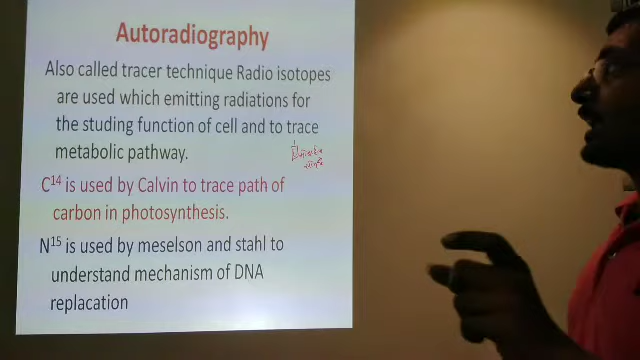 Autoradiography
Also called tracer technique Radio isotopes
are used which emitting radiations for
the studing function of cell and to trace
metabolic pathway.
C¹⁴ is used by Calvin to trace path of
carbon in photosynthesis.
N¹⁵ is used by meselson and stahl to
understand mechanism of DNA
replacation